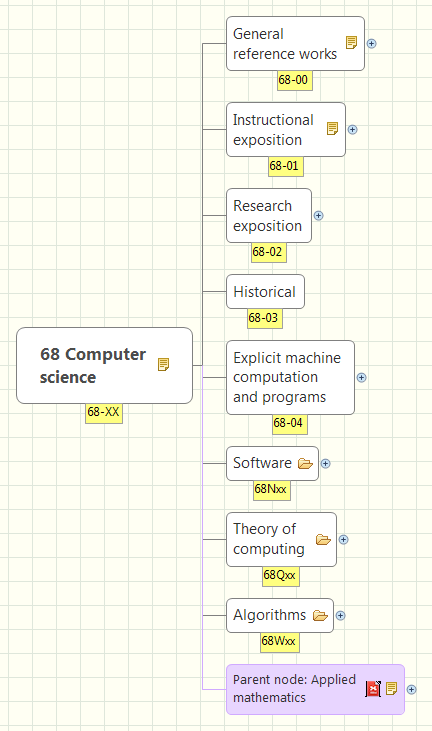 General
reference works
68-00
Instructional
exposition
68-01
Research
exposition
68-02
Historical
68-03
68 Computer
science
68-XX
Explicit machine
computation
and programs
68-04
Software
68Nxx
Theory of
computing
68Qxx
Algorithms
68Wxx
Parent node: Applied
mathematics